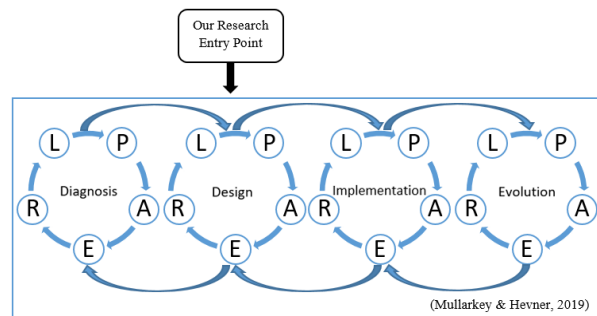 Our Research
Entry Point
L P
R Diagnosis A
E
L P
R Design A
E
L P
R Implementation A
E
L P
R Evolution A
E
(Mullarkey & Hevner, 2019)